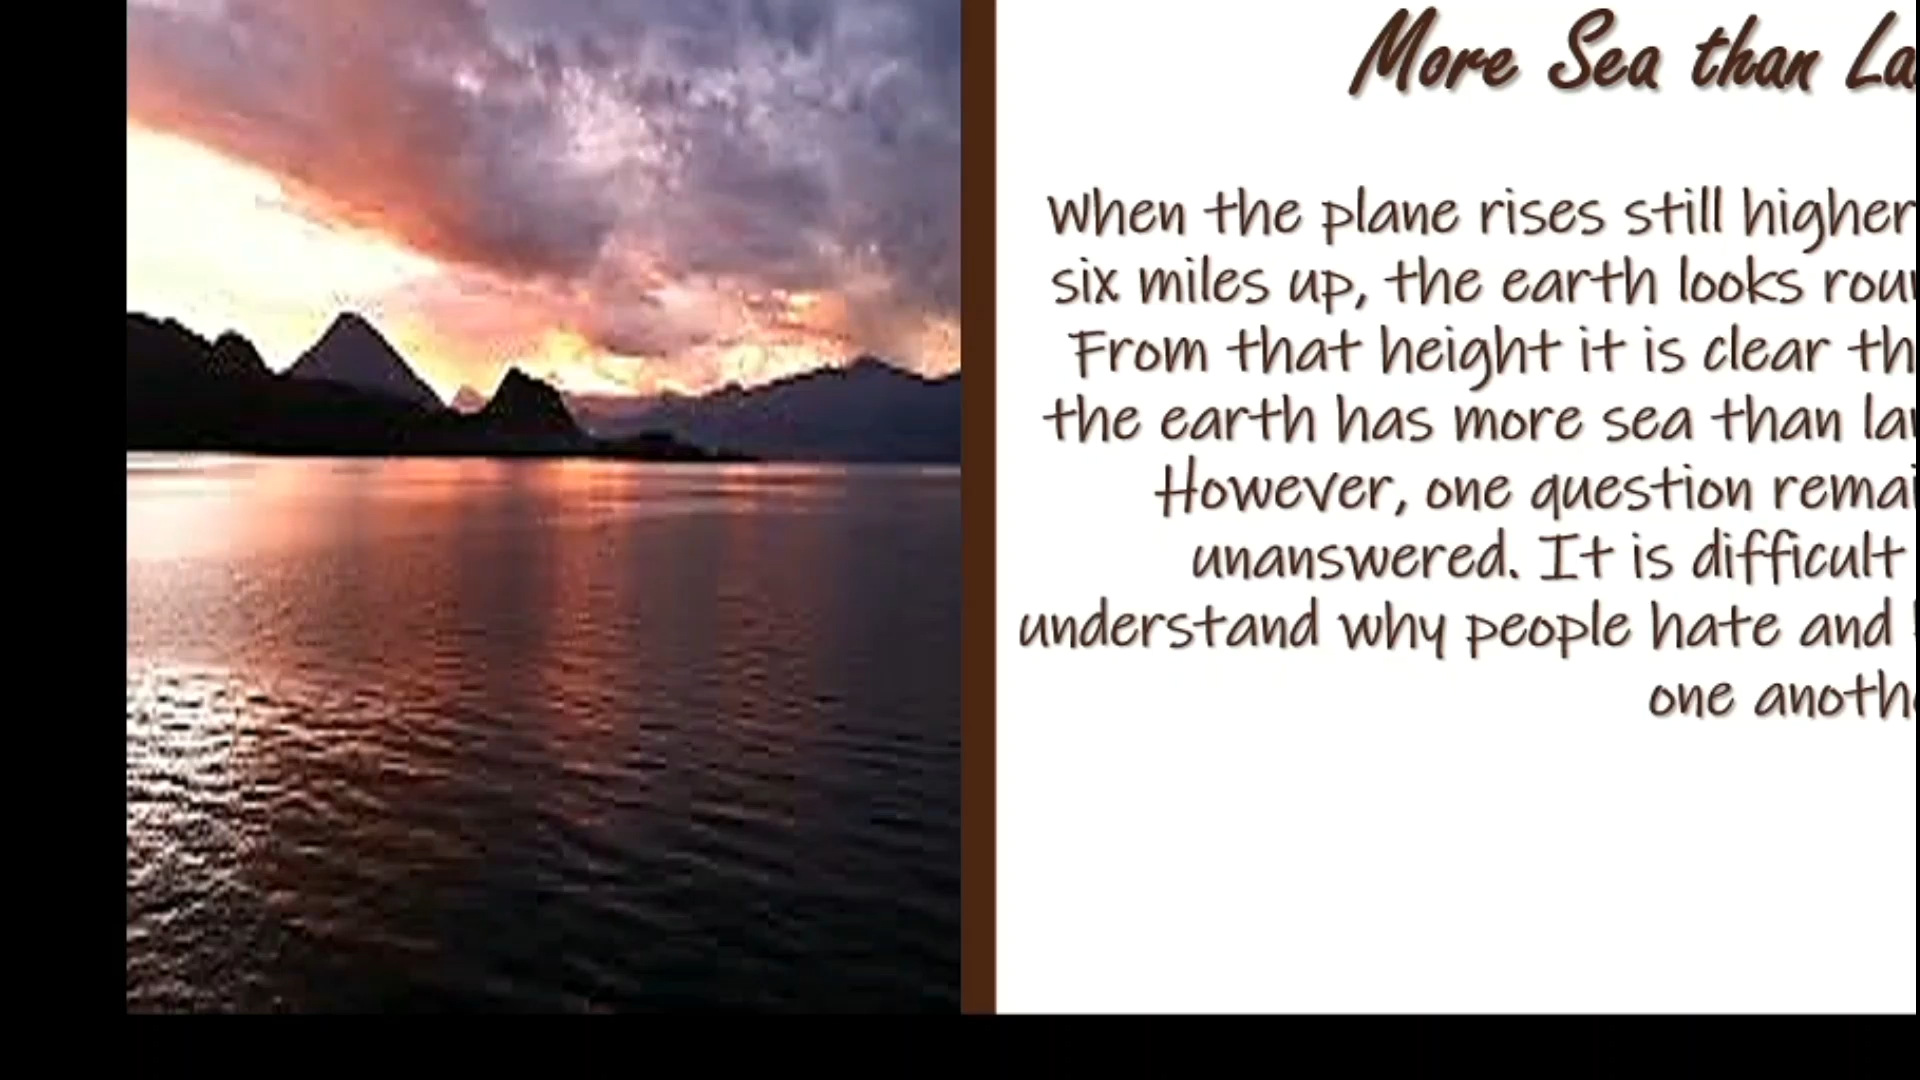 More Sea than La
When the plane rises still higher
six miles up, the earth looks rou
From that height it is clear th
the earth has more sea than la
However, one question remai
unanswered. It is difficult
understand why people hate and
one anoth